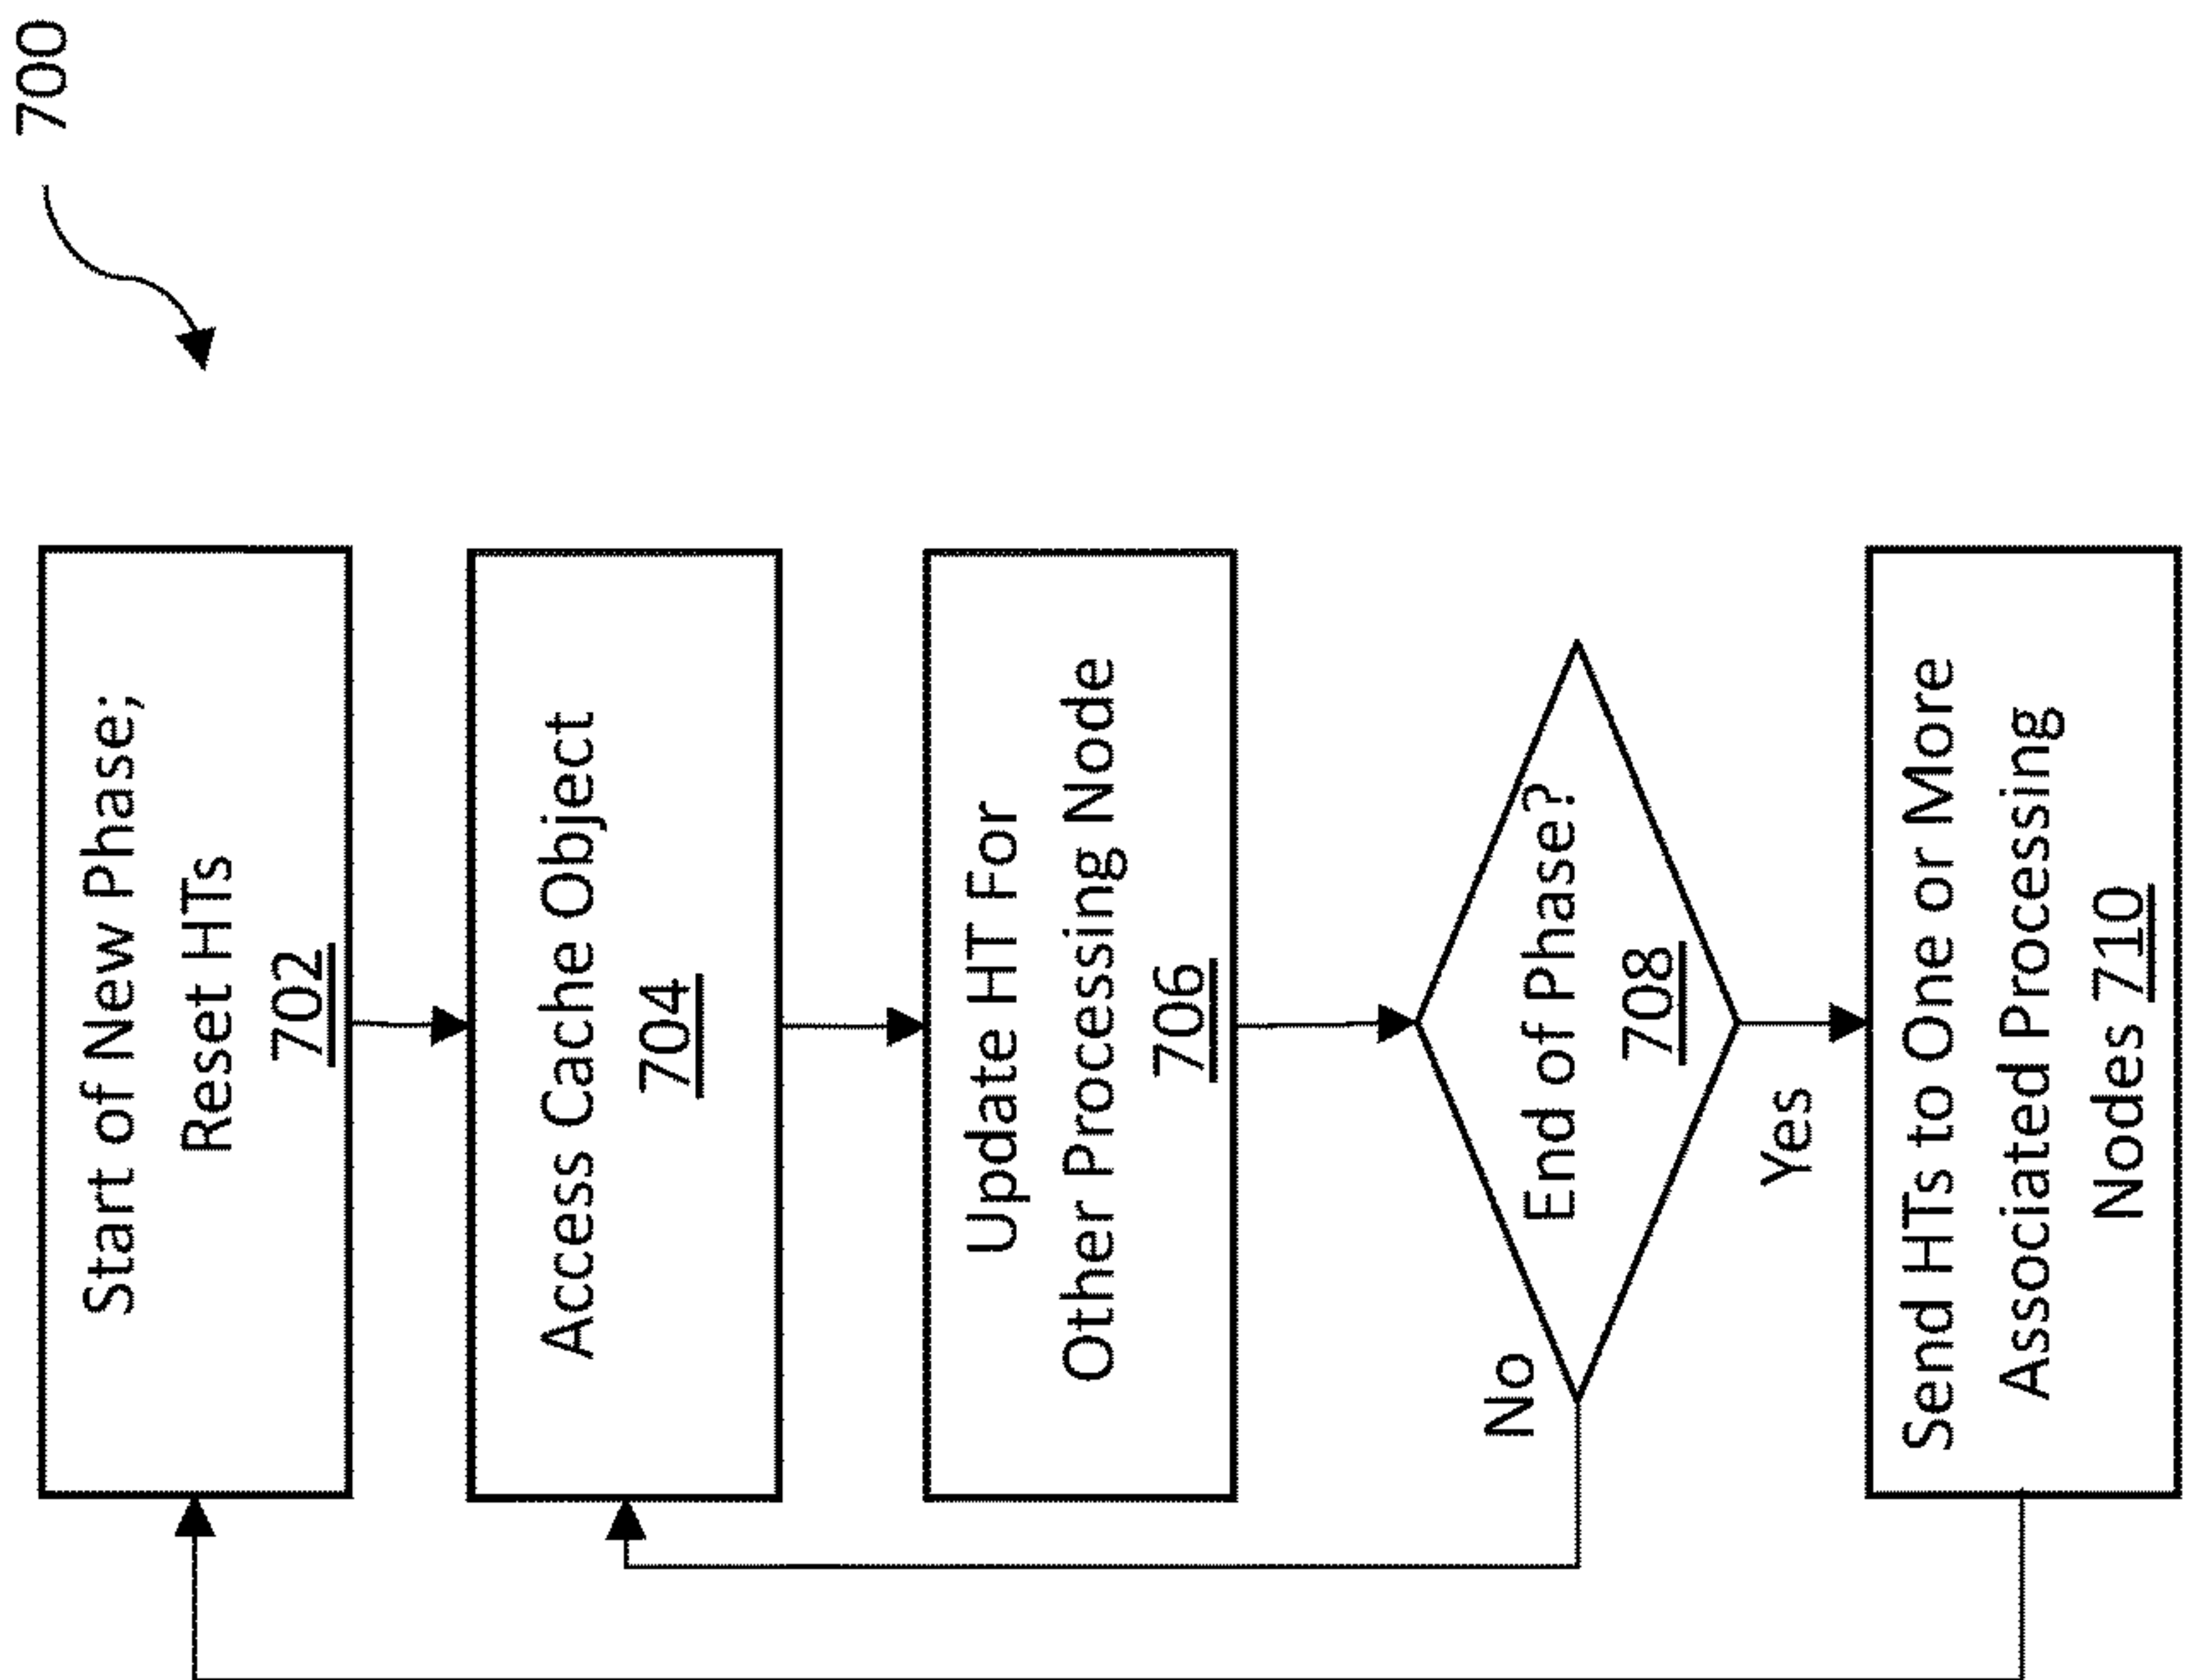 700
Start of New Phase;
Reset HTs
702
Access Cache Object
704
Update HT For
Other Processing Node
706
End of Phase?
708
No
Yes
Send HTs to One or More
Associated Processing
Nodes 710